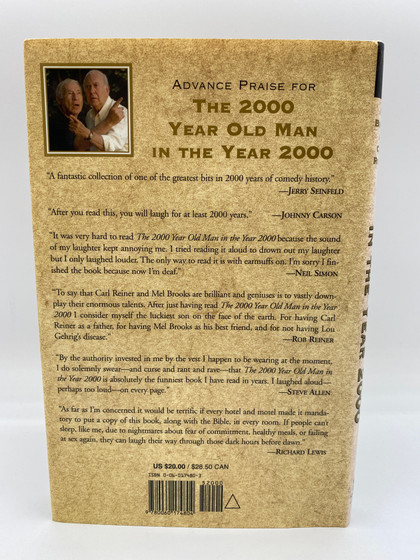 ADVANCE PRAISE FOR
THE 2000
YEAR OLD MAN
IN THE YEAR 2000
"A fantastic collection of one of the greatest bits in 2000 years of comedy history."
—JERRY SEINFELD
"After you read this, you will laugh for at least 2000 years." —JOHNNY CARSON
"It was very hard to read The 2000 Year Old Man in the Year 2000 because the sound
of my laughter kept annoying me. I tried reading it aloud to drown out my laughter
but I only laughed louder. The only way to read it is with earmuffs on. I'm sorry I fin-
ished the book because now I'm deaf." —NEIL SIMON
"To say that Carl Reiner and Mel Brooks are brilliant and geniuses is to vastly down-
play their enormous talents. After just having read The 2000 Year Old Man in the Year
2000 I consider myself the luckiest son on the face of the earth. For having Carl
Reiner as a father, for having Mel Brooks as his best friend, and for not having Lou
Gehrig's disease." —ROB REINER
"By the authority invested in me by the vest I happen to be wearing at the moment,
I do solemnly swear—and curse and rant and rave—that The 2000 Year Old Man in
the Year 2000 is absolutely the funniest book I have read in years. I laughed aloud—
perhaps too loud—on every page." —STEVE ALLEN
"As far as I'm concerned it would be terrific if every hotel and motel made it manda-
tory to put a copy of this book, along with the Bible, in every room. If people can't
sleep, like me, due to nightmares about fear of commitment, healthy meals, or failing
at sex again, they can laugh their way through those dark hours before dawn."
—RICHARD LEWIS
US $20.00 / $28.50 CAN
ISBN 0-06-017480-3
52000
9 780060 174804
IN THE YEAR 2000